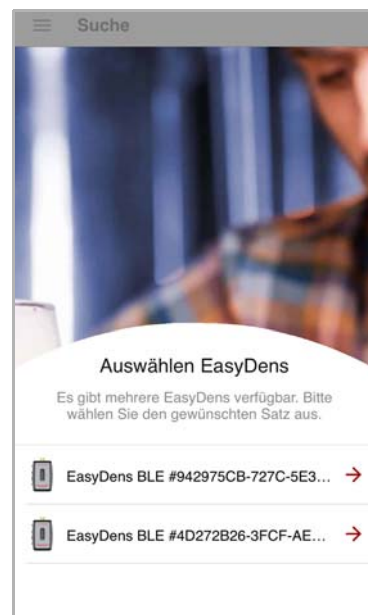 Suche
Auswählen EasyDens
Es gibt mehrere EasyDens verfügbar. Bitte
wählen Sie den gewünschten Satz aus.
EasyDens BLE #942975CB-727C-5E3...
EasyDens BLE #4D272B26-3FCF-AE...